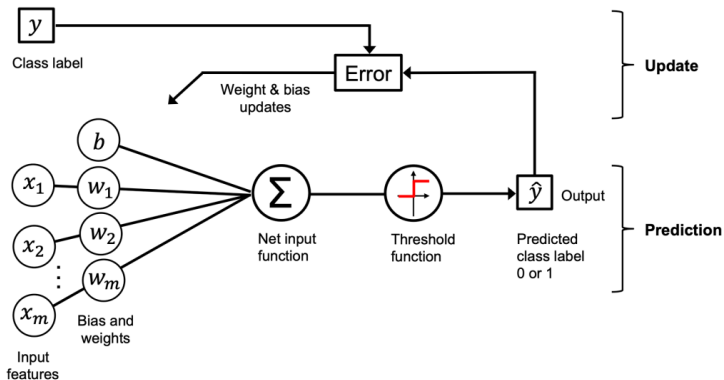 y
Class label
Error
Update
Weight & bias
updates
b
x₁
w₁
x₂
w₂
⋮
wₘ
xₘ
Σ
Net input
function
Threshold
function
ŷ
Output
Predicted
class label
0 or 1
Prediction
Bias and
weights
Input
features